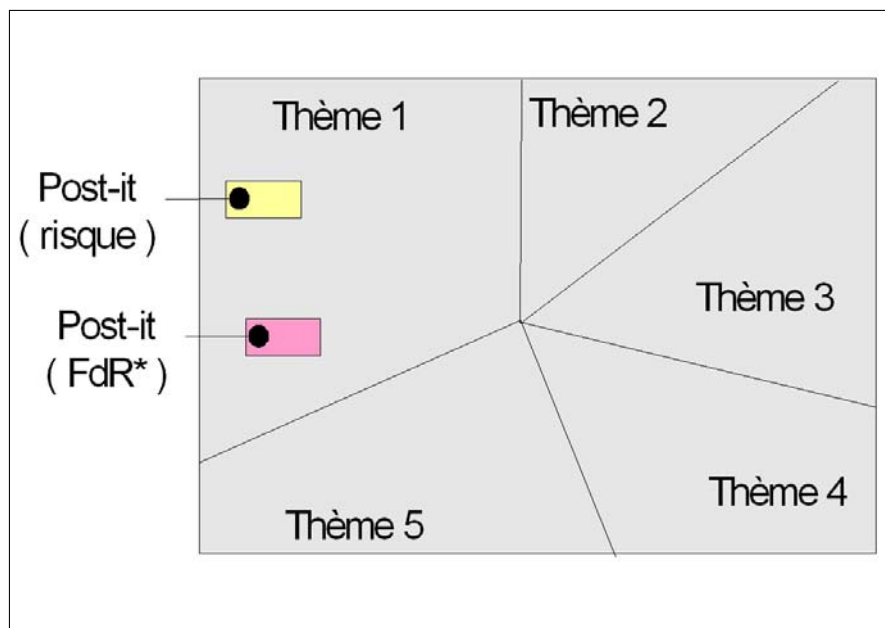 Thème 1
Thème 2
Post-it
( risque )
Thème 3
Post-it
( FdR* )
Thème 4
Thème 5